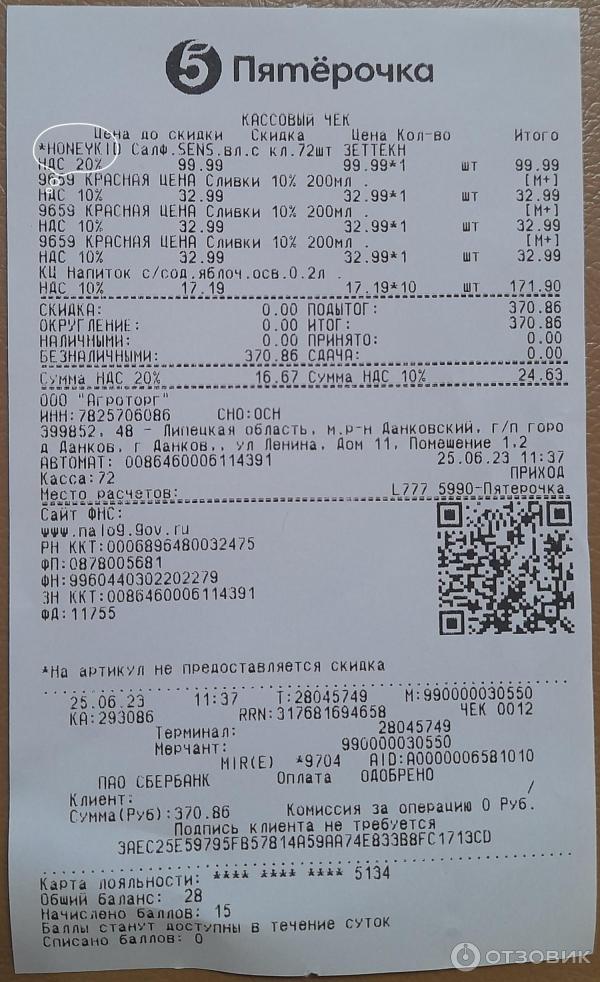 5 Пятёрочка
КАССОВЫЙ ЧЕК
Цена до скидки Скидка Цена Кол-во Итого
*HONEYKID Салф.SENS.вл.с кл.72шт ЗЕТТЕКН
НДС 20% 99.99 99.99*1 шт 99.99
9659 КРАСНАЯ ЦЕНА Сливки 10% 200мл . [М+]
НДС 10% 32.99 32.99*1 шт 32.99
9659 КРАСНАЯ ЦЕНА Сливки 10% 200мл . [М+]
НДС 10% 32.99 32.99*1 шт 32.99
9659 КРАСНАЯ ЦЕНА Сливки 10% 200мл . [М+]
НДС 10% 32.99 32.99*1 шт 32.99
КЦ Напиток с/сод.яблоч.осв.0.2л .
НДС 10% 17.19 17.19*10 шт 171.90
СКИДКА: 0.00 ПОДЫТОГ: 370.86
ОКРУГЛЕНИЕ: 0.00 ИТОГ: 370.86
НАЛИЧНЫМИ: 0.00 ПРИНЯТО: 0.00
БЕЗНАЛИЧНЫМИ: 370.86 СДАЧА: 0.00
Сумма НДС 20% 16.67 Сумма НДС 10% 24.63
ООО "Агроторг"
ИНН:7825706086 СНО:ОСН
399852, 48 - Липецкая область, м.р-н Данковский, г/п горо
д Данков, г Данков,, ул Ленина, Дом 11, Помещение 1,2
АВТОМАТ: 0086460006114391 25.06.23 11:37
Касса:72 ПРИХОД
Место расчетов: L777 5990-Пятерочка
Сайт ФНС:
www.nalog.gov.ru
РН ККТ:0006896480032475
ФП:0878005681
ФН:9960440302202279
ЗН ККТ:0086460006114391
ФД:11755
*На артикул не предоставляется скидка
25.06.23 11:37 Т:28045749 М:990000030550
КА:293086 RRN:317681694658 ЧЕК 0012
Терминал: 28045749
Мерчант: 990000030550
MIR(E) *9704 AID:A0000006581010
ПАО СБЕРБАНК Оплата ОДОБРЕНО
Клиент: /
Сумма(Руб):370.86 Комиссия за операцию 0 Руб.
Подпись клиента не требуется
3AEC25E59795FB57814A59AA74E833B8FC1713CD
Карта лояльности: **** **** **** 5134
Общий баланс: 28
Начислено баллов: 15
Баллы станут доступны в течение суток
Списано баллов: 0
ОТЗОВИК